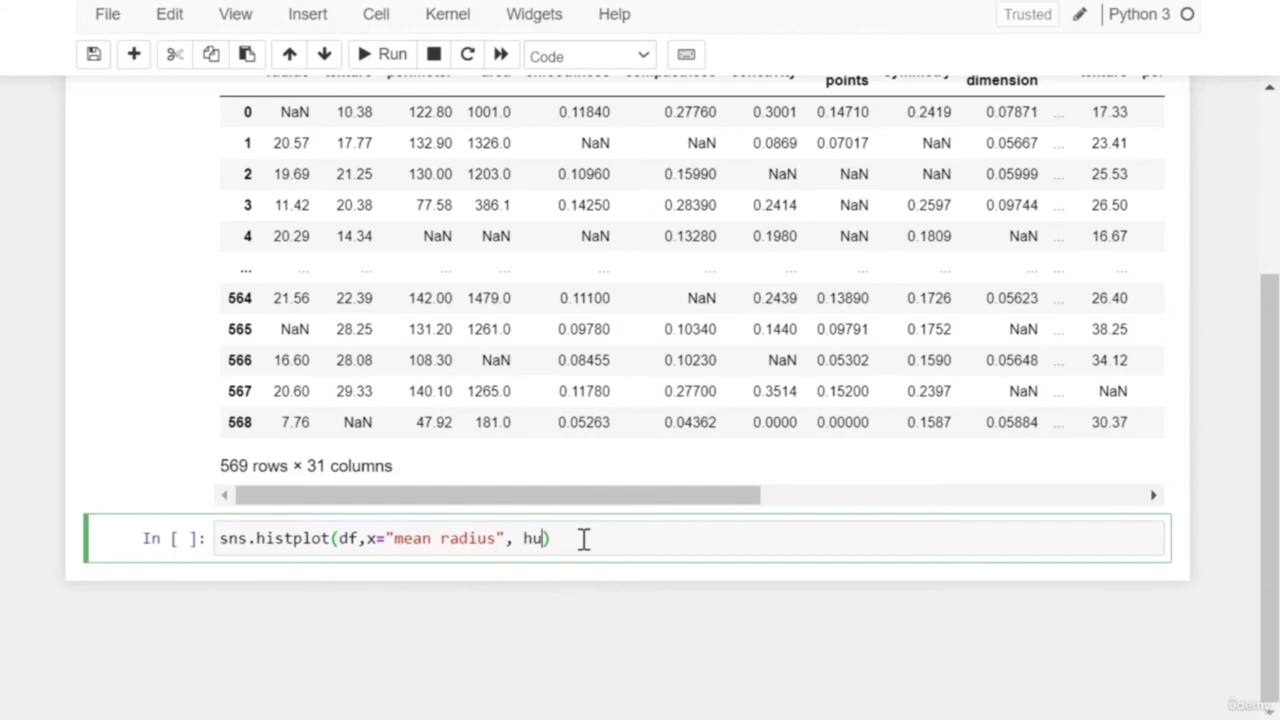 File Edit View Insert Cell Kernel Widgets Help Trusted Python 3
Run Code
points dimension
0 NaN 10.38 122.80 1001.0 0.11840 0.27760 0.3001 0.14710 0.2419 0.07871 ... 17.33
1 20.57 17.77 132.90 1326.0 NaN NaN 0.0869 0.07017 NaN 0.05667 ... 23.41
2 19.69 21.25 130.00 1203.0 0.10960 0.15990 NaN NaN NaN 0.05999 ... 25.53
3 11.42 20.38 77.58 386.1 0.14250 0.28390 0.2414 NaN 0.2597 0.09744 ... 26.50
4 20.29 14.34 NaN NaN NaN 0.13280 0.1980 NaN 0.1809 NaN ... 16.67
... ... ... ... ... ... ... ... ... ... ... ... ...
564 21.56 22.39 142.00 1479.0 0.11100 NaN 0.2439 0.13890 0.1726 0.05623 ... 26.40
565 NaN 28.25 131.20 1261.0 0.09780 0.10340 0.1440 0.09791 0.1752 NaN ... 38.25
566 16.60 28.08 108.30 NaN 0.08455 0.10230 NaN 0.05302 0.1590 0.05648 ... 34.12
567 20.60 29.33 140.10 1265.0 0.11780 0.27700 0.3514 0.15200 0.2397 NaN ... NaN
568 7.76 NaN 47.92 181.0 0.05263 0.04362 0.0000 0.00000 0.1587 0.05884 ... 30.37
569 rows × 31 columns
In [ ]: sns.histplot(df,x="mean radius", hu)
ûdemy